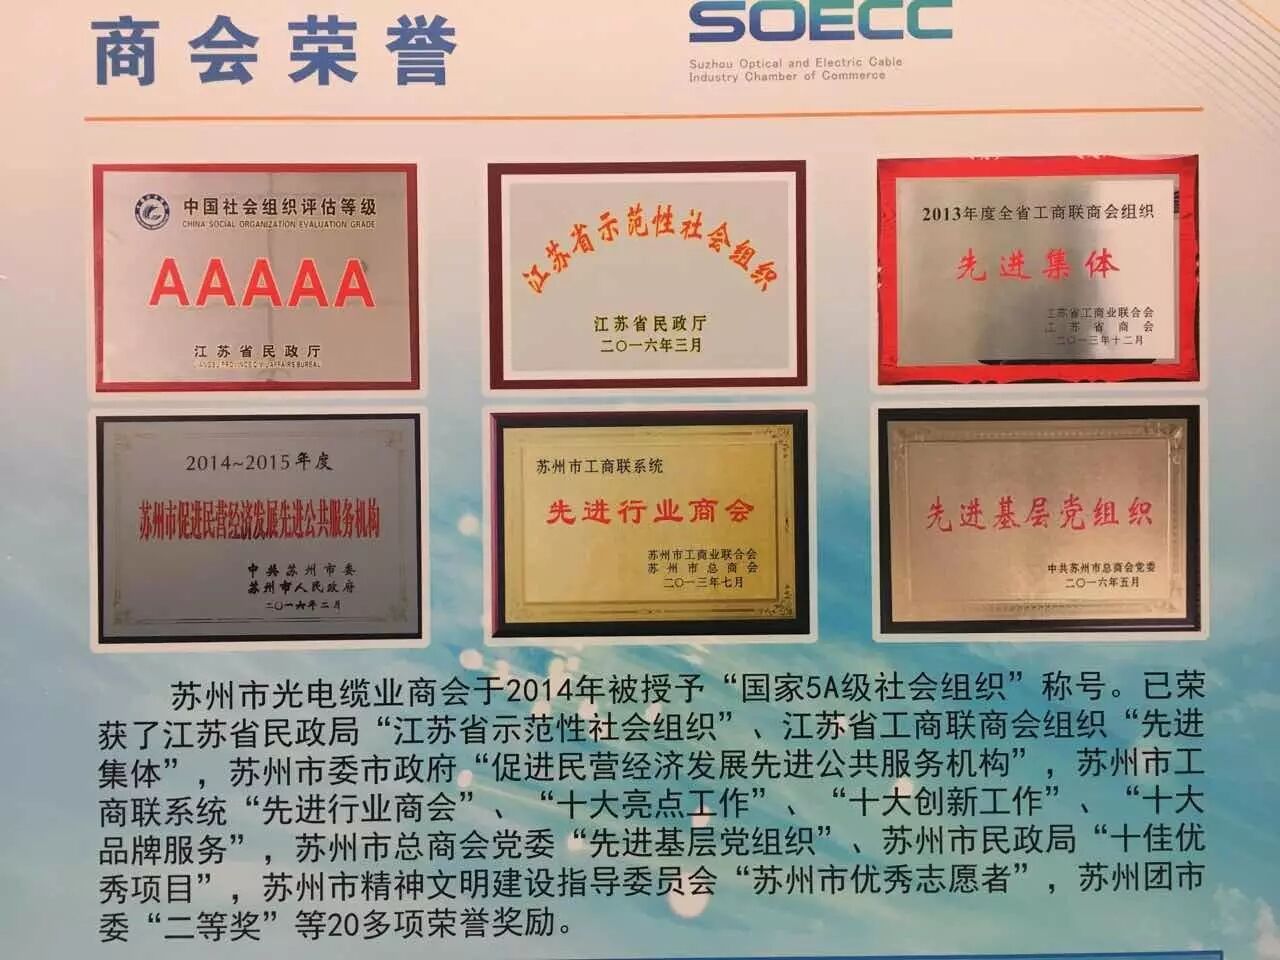 商会荣誉
SOECC
Suzhou Optical and Electric Cable
Industry Chamber of Commerce
中国社会组织评估等级
CHINA SOCIAL ORGANIZATION EVALUATION GRADE
AAAAA
江苏省民政厅
JIANGSU PROVINCE CIVIL AFFAIRS BUREAU
江苏省示范性社会组织
江苏省民政厅
二〇一六年三月
2013年度全省工商联商会组织
先进集体
江苏省工商业联合会
江苏省商会
二〇一三年十二月
2014~2015年度
苏州市促进民营经济发展先进公共服务机构
中共苏州市委
苏州市人民政府
二〇一六年二月
苏州市工商联系统
先进行业商会
苏州市工商业联合会
苏州市总商会
二〇一三年七月
先进基层党组织
中共苏州市总商会党委
二〇一六年五月
苏州市光电缆业商会于2014年被授予“国家5A级社会组织”称号。已荣
获了江苏省民政局“江苏省示范性社会组织”、江苏省工商联商会组织“先进
集体”，苏州市委市政府“促进民营经济发展先进公共服务机构”，苏州市工
商联系统“先进行业商会”、“十大亮点工作”、“十大创新工作”、“十大
品牌服务”，苏州市总商会党委“先进基层党组织”、苏州市民政局“十佳优
秀项目”，苏州市精神文明建设指导委员会“苏州市优秀志愿者”，苏州团市
委“二等奖”等20多项荣誉奖励。